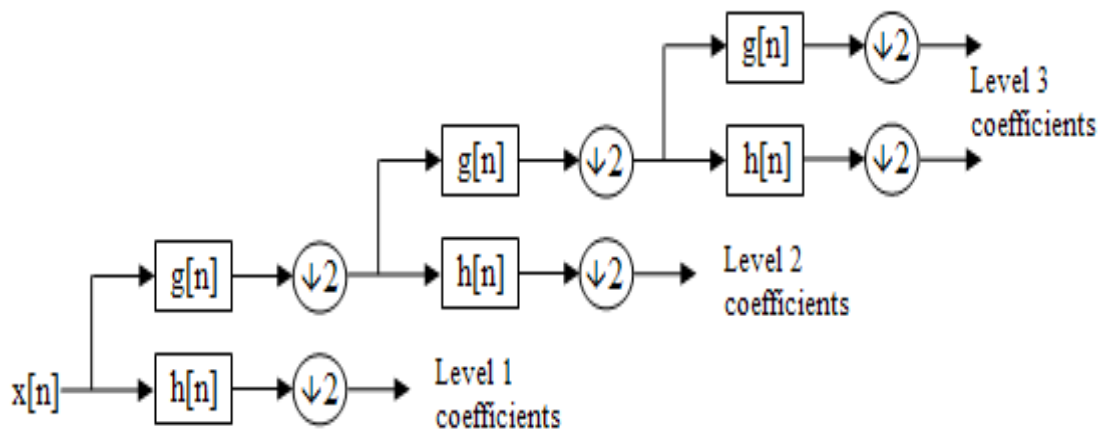 g[n] ↓2
Level 3
coefficients
g[n] ↓2 h[n] ↓2
g[n] ↓2 h[n] ↓2 Level 2
coefficients
x[n] h[n] ↓2 Level 1
coefficients